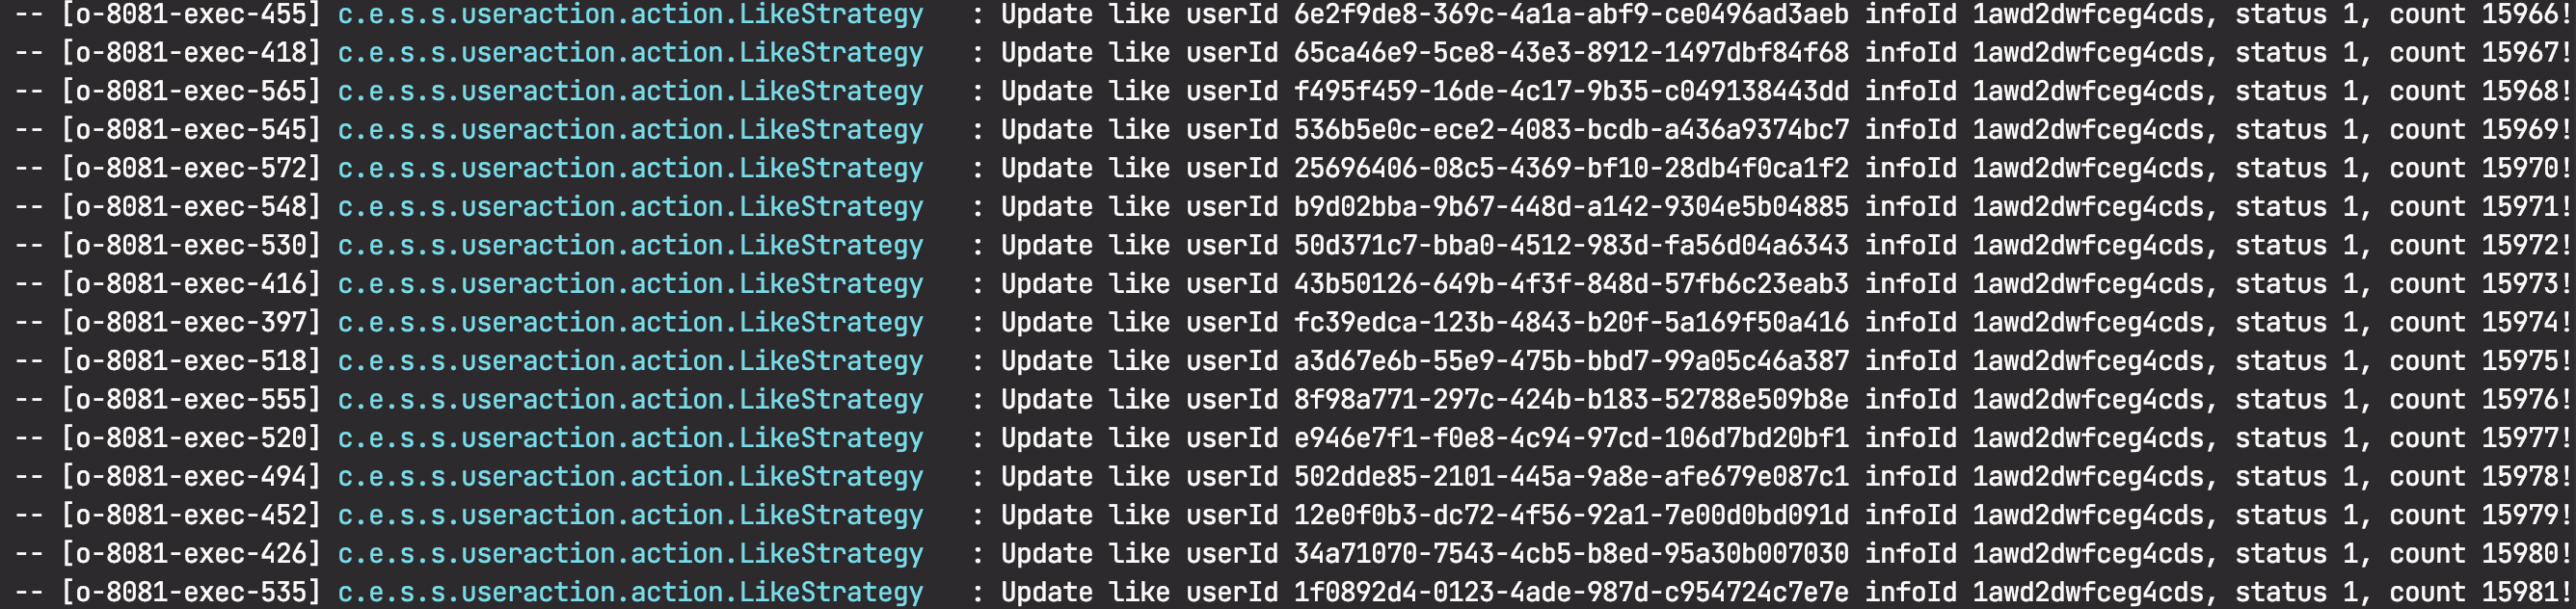 -- [o-8081-exec-455] c.e.s.s.useraction.action.LikeStrategy : Update like userId 6e2f9de8-369c-4a1a-abf9-ce0496ad3aeb infoId 1awd2dwfceg4cds, status 1, count 15966!
-- [o-8081-exec-418] c.e.s.s.useraction.action.LikeStrategy : Update like userId 65ca46e9-5ce8-43e3-8912-1497dbf84f68 infoId 1awd2dwfceg4cds, status 1, count 15967!
-- [o-8081-exec-565] c.e.s.s.useraction.action.LikeStrategy : Update like userId f495f459-16de-4c17-9b35-c049138443dd infoId 1awd2dwfceg4cds, status 1, count 15968!
-- [o-8081-exec-545] c.e.s.s.useraction.action.LikeStrategy : Update like userId 536b5e0c-ece2-4083-bcdb-a436a9374bc7 infoId 1awd2dwfceg4cds, status 1, count 15969!
-- [o-8081-exec-572] c.e.s.s.useraction.action.LikeStrategy : Update like userId 25696406-08c5-4369-bf10-28db4f0ca1f2 infoId 1awd2dwfceg4cds, status 1, count 15970!
-- [o-8081-exec-548] c.e.s.s.useraction.action.LikeStrategy : Update like userId b9d02bba-9b67-448d-a142-9304e5b04885 infoId 1awd2dwfceg4cds, status 1, count 15971!
-- [o-8081-exec-530] c.e.s.s.useraction.action.LikeStrategy : Update like userId 50d371c7-bba0-4512-983d-fa56d04a6343 infoId 1awd2dwfceg4cds, status 1, count 15972!
-- [o-8081-exec-416] c.e.s.s.useraction.action.LikeStrategy : Update like userId 43b50126-649b-4f3f-848d-57fb6c23eab3 infoId 1awd2dwfceg4cds, status 1, count 15973!
-- [o-8081-exec-397] c.e.s.s.useraction.action.LikeStrategy : Update like userId fc39edca-123b-4843-b20f-5a169f50a416 infoId 1awd2dwfceg4cds, status 1, count 15974!
-- [o-8081-exec-518] c.e.s.s.useraction.action.LikeStrategy : Update like userId a3d67e6b-55e9-475b-bbd7-99a05c46a387 infoId 1awd2dwfceg4cds, status 1, count 15975!
-- [o-8081-exec-555] c.e.s.s.useraction.action.LikeStrategy : Update like userId 8f98a771-297c-424b-b183-52788e509b8e infoId 1awd2dwfceg4cds, status 1, count 15976!
-- [o-8081-exec-520] c.e.s.s.useraction.action.LikeStrategy : Update like userId e946e7f1-f0e8-4c94-97cd-106d7bd20bf1 infoId 1awd2dwfceg4cds, status 1, count 15977!
-- [o-8081-exec-494] c.e.s.s.useraction.action.LikeStrategy : Update like userId 502dde85-2101-445a-9a8e-afe679e087c1 infoId 1awd2dwfceg4cds, status 1, count 15978!
-- [o-8081-exec-452] c.e.s.s.useraction.action.LikeStrategy : Update like userId 12e0f0b3-dc72-4f56-92a1-7e00d0bd091d infoId 1awd2dwfceg4cds, status 1, count 15979!
-- [o-8081-exec-426] c.e.s.s.useraction.action.LikeStrategy : Update like userId 34a71070-7543-4cb5-b8ed-95a30b007030 infoId 1awd2dwfceg4cds, status 1, count 15980!
-- [o-8081-exec-535] c.e.s.s.useraction.action.LikeStrategy : Update like userId 1f0892d4-0123-4ade-987d-c954724c7e7e infoId 1awd2dwfceg4cds, status 1, count 15981!